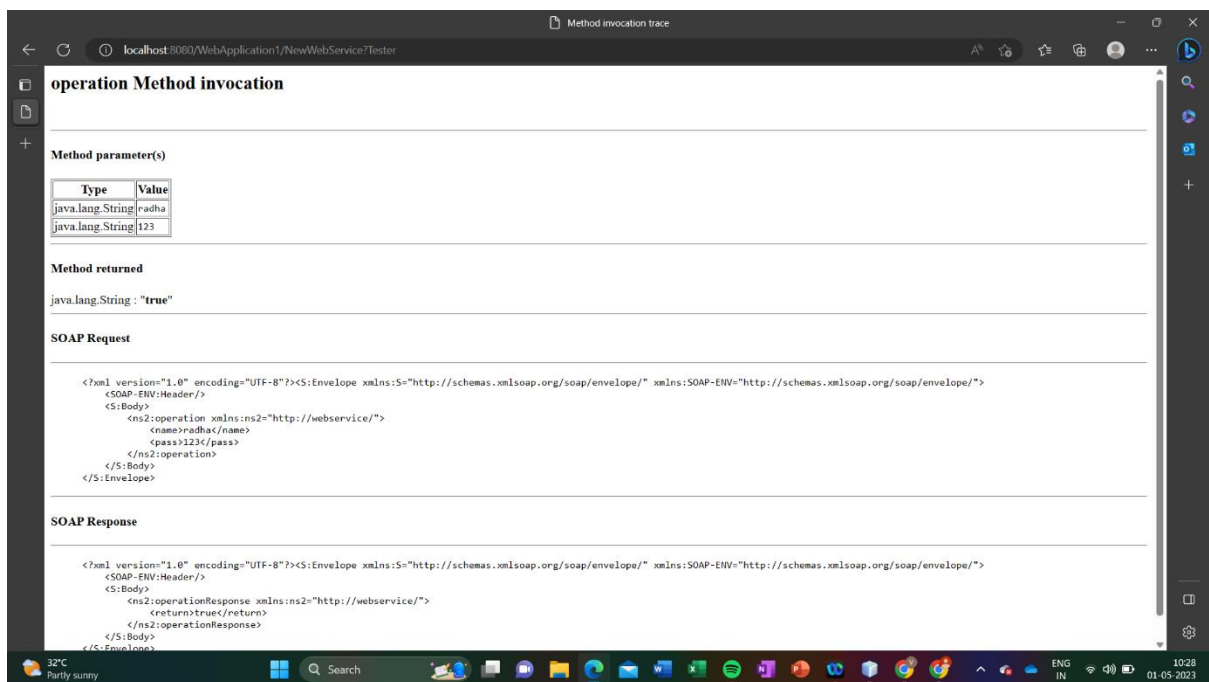 Method invocation trace
localhost:8080/WebApplication1/NewWebService?Tester
operation Method invocation
Method parameter(s)
Type Value
java.lang.String radha
java.lang.String 123
Method returned
java.lang.String : "true"
SOAP Request
<?xml version="1.0" encoding="UTF-8"?><S:Envelope xmlns:S="http://schemas.xmlsoap.org/soap/envelope/" xmlns:SOAP-ENV="http://schemas.xmlsoap.org/soap/envelope/">
<SOAP-ENV:Header/>
<S:Body>
<ns2:operation xmlns:ns2="http://webservice/">
<name>radha</name>
<pass>123</pass>
</ns2:operation>
</S:Body>
</S:Envelope>
SOAP Response
<?xml version="1.0" encoding="UTF-8"?><S:Envelope xmlns:S="http://schemas.xmlsoap.org/soap/envelope/" xmlns:SOAP-ENV="http://schemas.xmlsoap.org/soap/envelope/">
<SOAP-ENV:Header/>
<S:Body>
<ns2:operationResponse xmlns:ns2="http://webservice/">
<return>true</return>
</ns2:operationResponse>
</S:Body>
</S:Envelope>
32°C
Partly sunny
Search
ENG
IN
10:28
01-05-2023